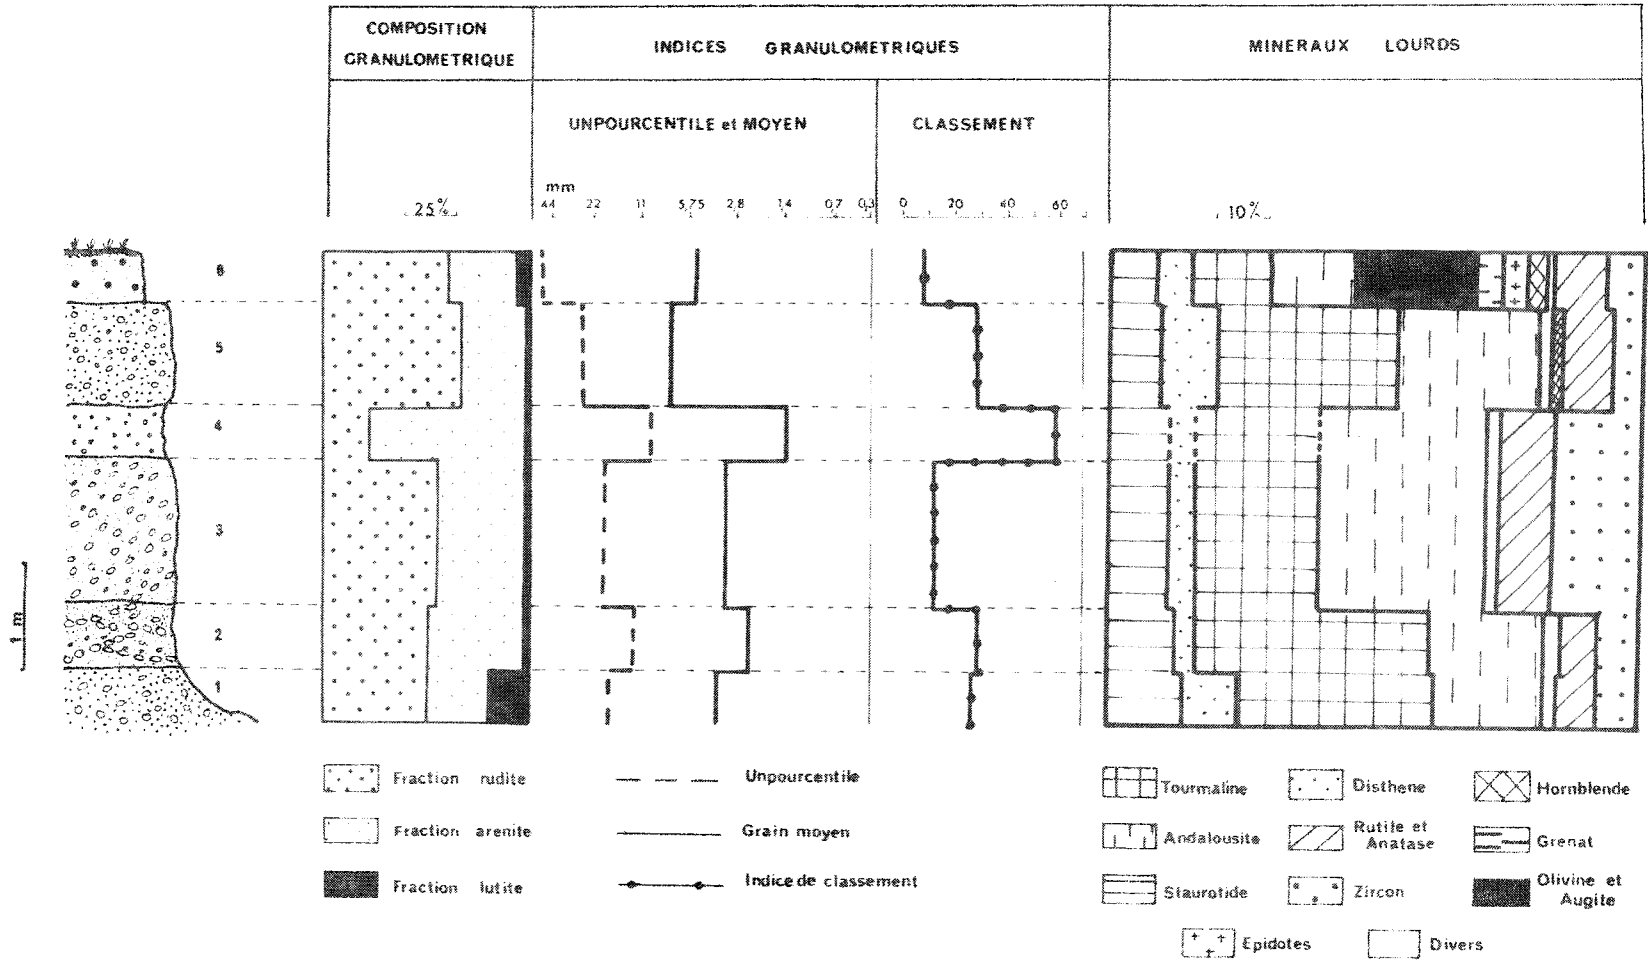 COMPOSITION
GRANULOMETRIQUE
INDICES GRANULOMETRIQUES
MINERAUX LOURDS
UNPOURCENTILE et MOYEN
CLASSEMENT
25%
mm
44 22 11 5,75 2,8 1,4 0,7 0,3
0 20 40 60
10%
6
5
4
3
2
1
1 m
Fraction rudite
Fraction arenite
Fraction lutite
Unpourcentile
Grain moyen
Indice de classement
Tourmaline
Andalousite
Staurotide
Disthene
Rutile et
Anatase
Zircon
Hornblende
Grenat
Olivine et
Augite
Epidotes
Divers